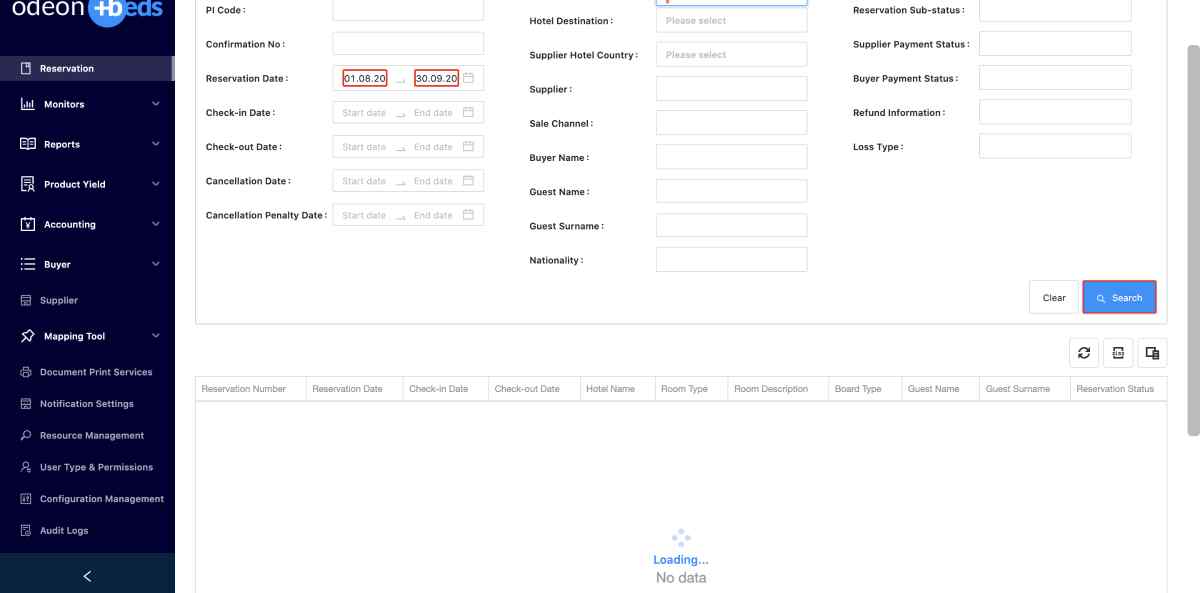 odeon beds
Reservation
Monitors
Reports
Product Yield
Accounting
Buyer
Supplier
Mapping Tool
Document Print Services
Notification Settings
Resource Management
User Type & Permissions
Configuration Management
Audit Logs
PI Code :
Confirmation No :
Reservation Date : 01.08.20 → 30.09.20
Check-in Date : Start date → End date
Check-out Date : Start date → End date
Cancellation Date : Start date → End date
Cancellation Penalty Date : Start date → End date
Hotel Destination : Please select
Supplier Hotel Country : Please select
Supplier :
Sale Channel :
Buyer Name :
Guest Name :
Guest Surname :
Nationality :
Reservation Sub-status :
Supplier Payment Status :
Buyer Payment Status :
Refund Information :
Loss Type :
Clear Search
Reservation Number Reservation Date Check-in Date Check-out Date Hotel Name Room Type Room Description Board Type Guest Name Guest Surname Reservation Status
Loading...
No data